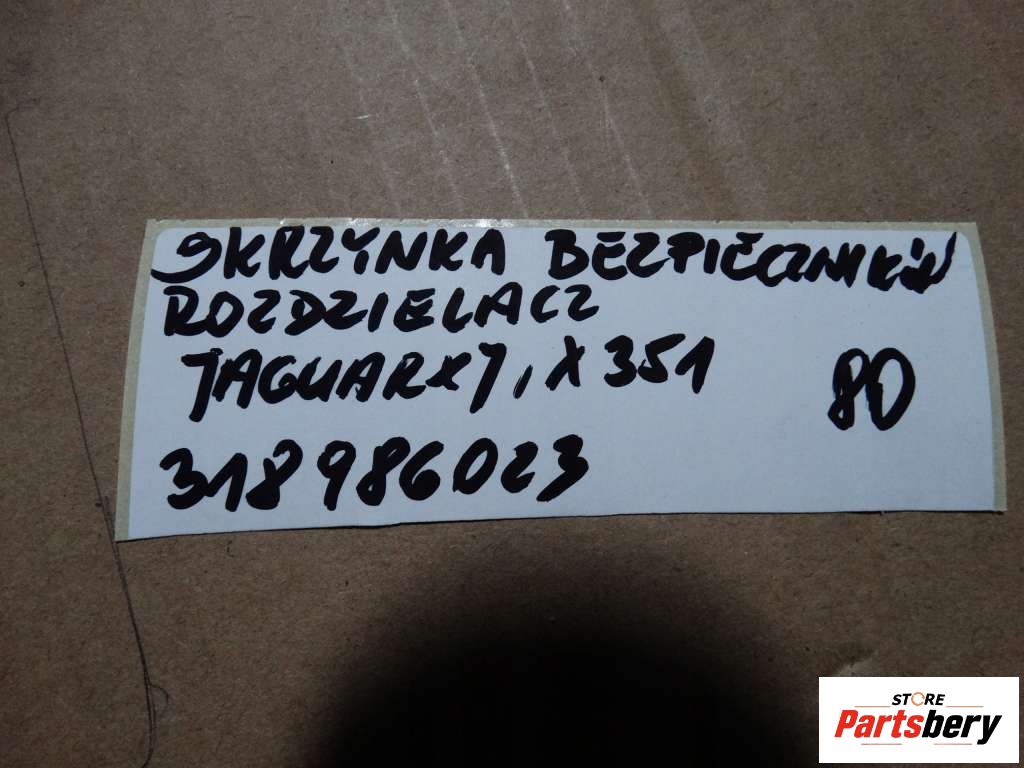 SKRZYNKA BEZPIECZNIKÓW
ROZDZIELACZ
JAGUAR XJ, X351
80
318986023
STORE
Partsbery